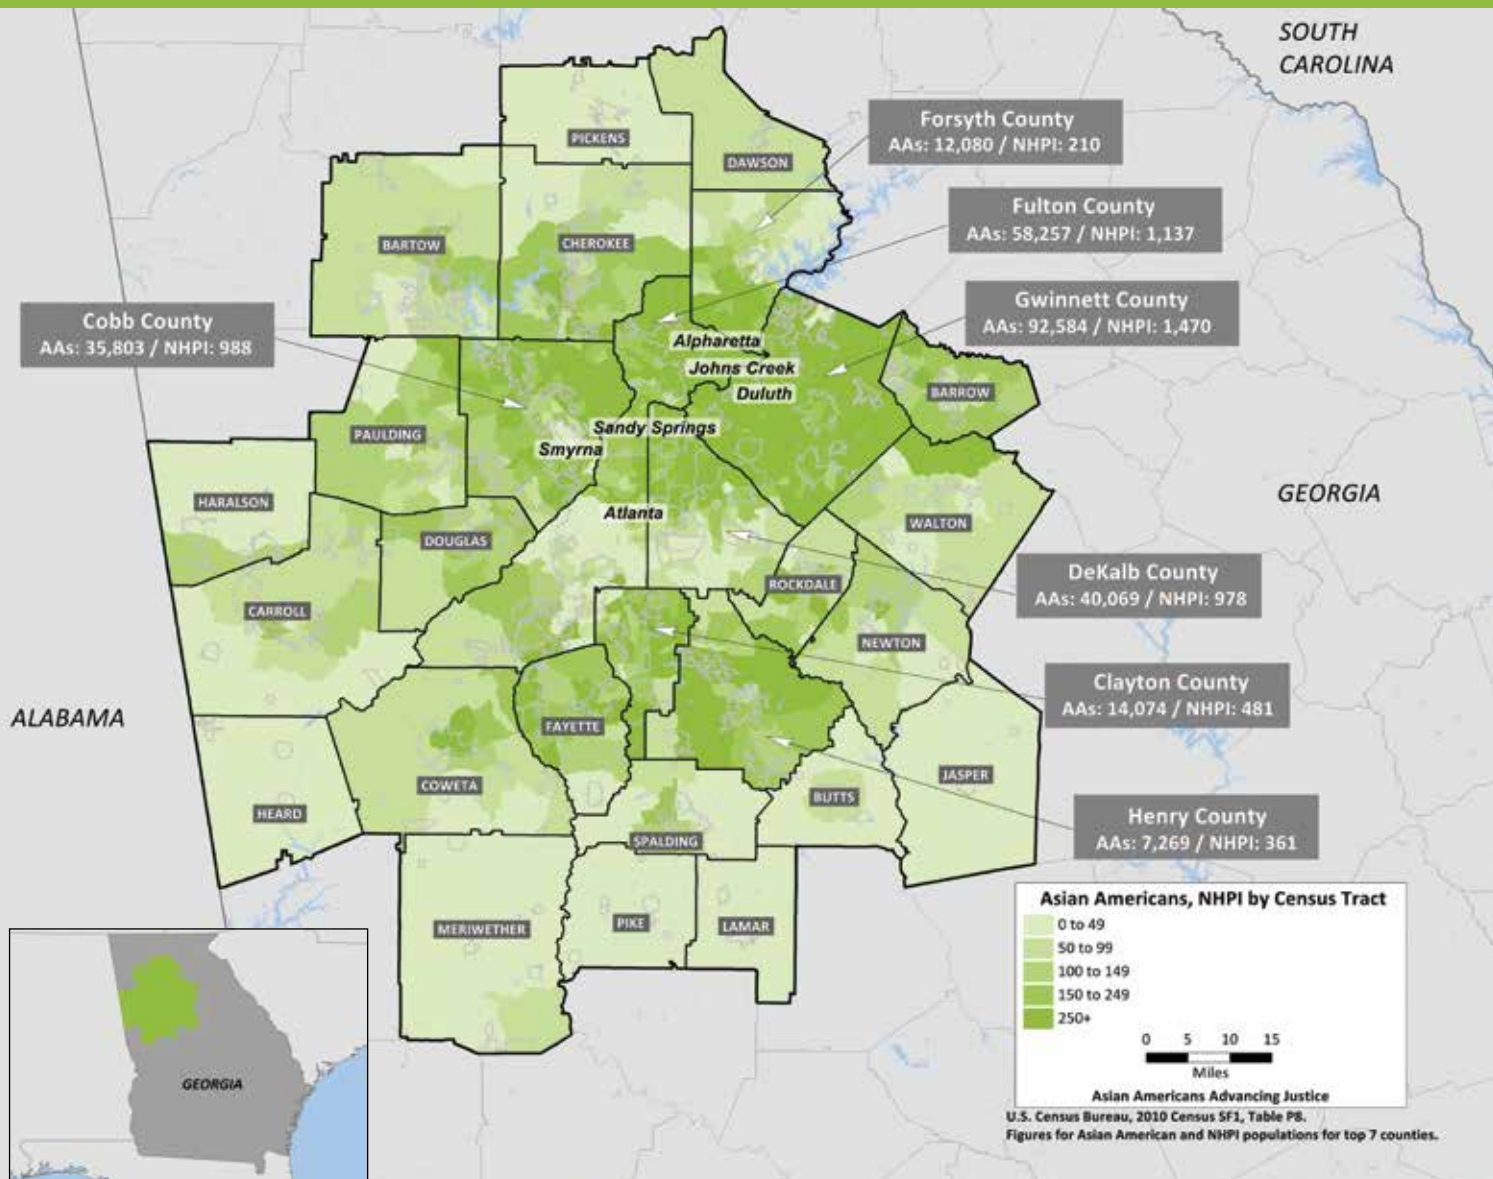 SOUTH
CAROLINA
Forsyth County
AAs: 12,080 / NHPI: 210
PICKENS
DAWSON
Fulton County
AAs: 58,257 / NHPI: 1,137
BARTOW
CHEROKEE
Gwinnett County
AAs: 92,584 / NHPI: 1,470
Cobb County
AAs: 35,803 / NHPI: 988
Alpharetta
Johns Creek
Duluth
BARROW
PAULDING
Sandy Springs
Smyrna
HARALSON
GEORGIA
Atlanta
WALTON
DOUGLAS
DeKalb County
AAs: 40,069 / NHPI: 978
ROCKDALE
CARROLL
NEWTON
Clayton County
AAs: 14,074 / NHPI: 481
ALABAMA
FAYETTE
JASPER
COWETA
BUTTS
HEARD
Henry County
AAs: 7,269 / NHPI: 361
SPALDING
MERIWETHER
PIKE
LAMAR
Asian Americans, NHPI by Census Tract
0 to 49
50 to 99
100 to 149
150 to 249
250+
0 5 10 15
Miles
Asian Americans Advancing Justice
U.S. Census Bureau, 2010 Census SF1, Table P8.
Figures for Asian American and NHPI populations for top 7 counties.
GEORGIA